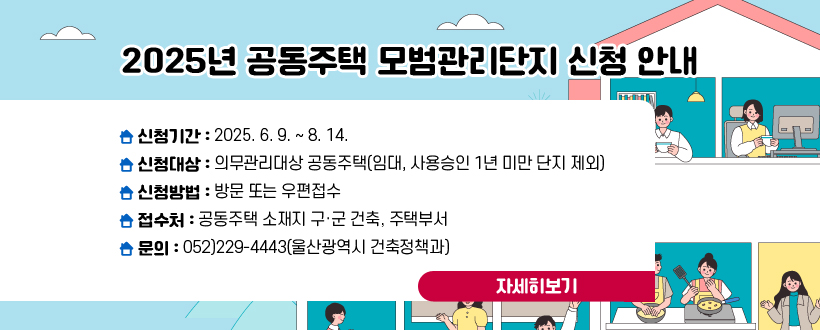 2025년 공동주택 모범관리단지 신청 안내
신청기간 : 2025. 6. 9. ~ 8. 14.
신청대상 : 의무관리대상 공동주택(임대, 사용승인 1년 미만 단지 제외)
신청방법 : 방문 또는 우편접수
접수처 : 공동주택 소재지 구·군 건축, 주택부서
문의 : 052)229-4443(울산광역시 건축정책과)
자세히보기